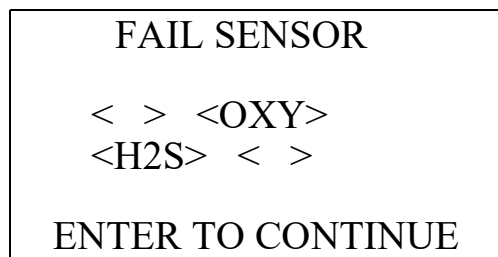 FAIL SENSOR
< > <OXY>
<H2S> < >
ENTER TO CONTINUE